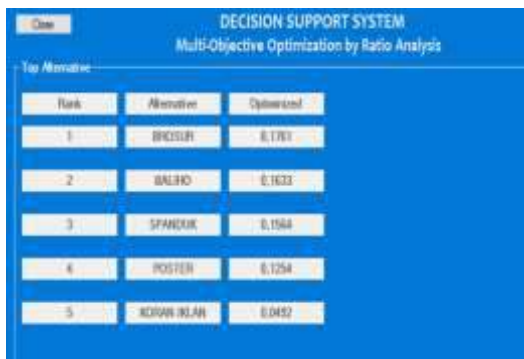 Close
DECISION SUPPORT SYSTEM
Multi-Objective Optimization by Ratio Analysis
Top Alternative
Rank Alternative Optimized
1 BROSUR 0,1761
2 BALIHO 0,1633
3 SPANDUK 0,1564
4 POSTER 0,1254
5 KORAN IKLAN 0,0492